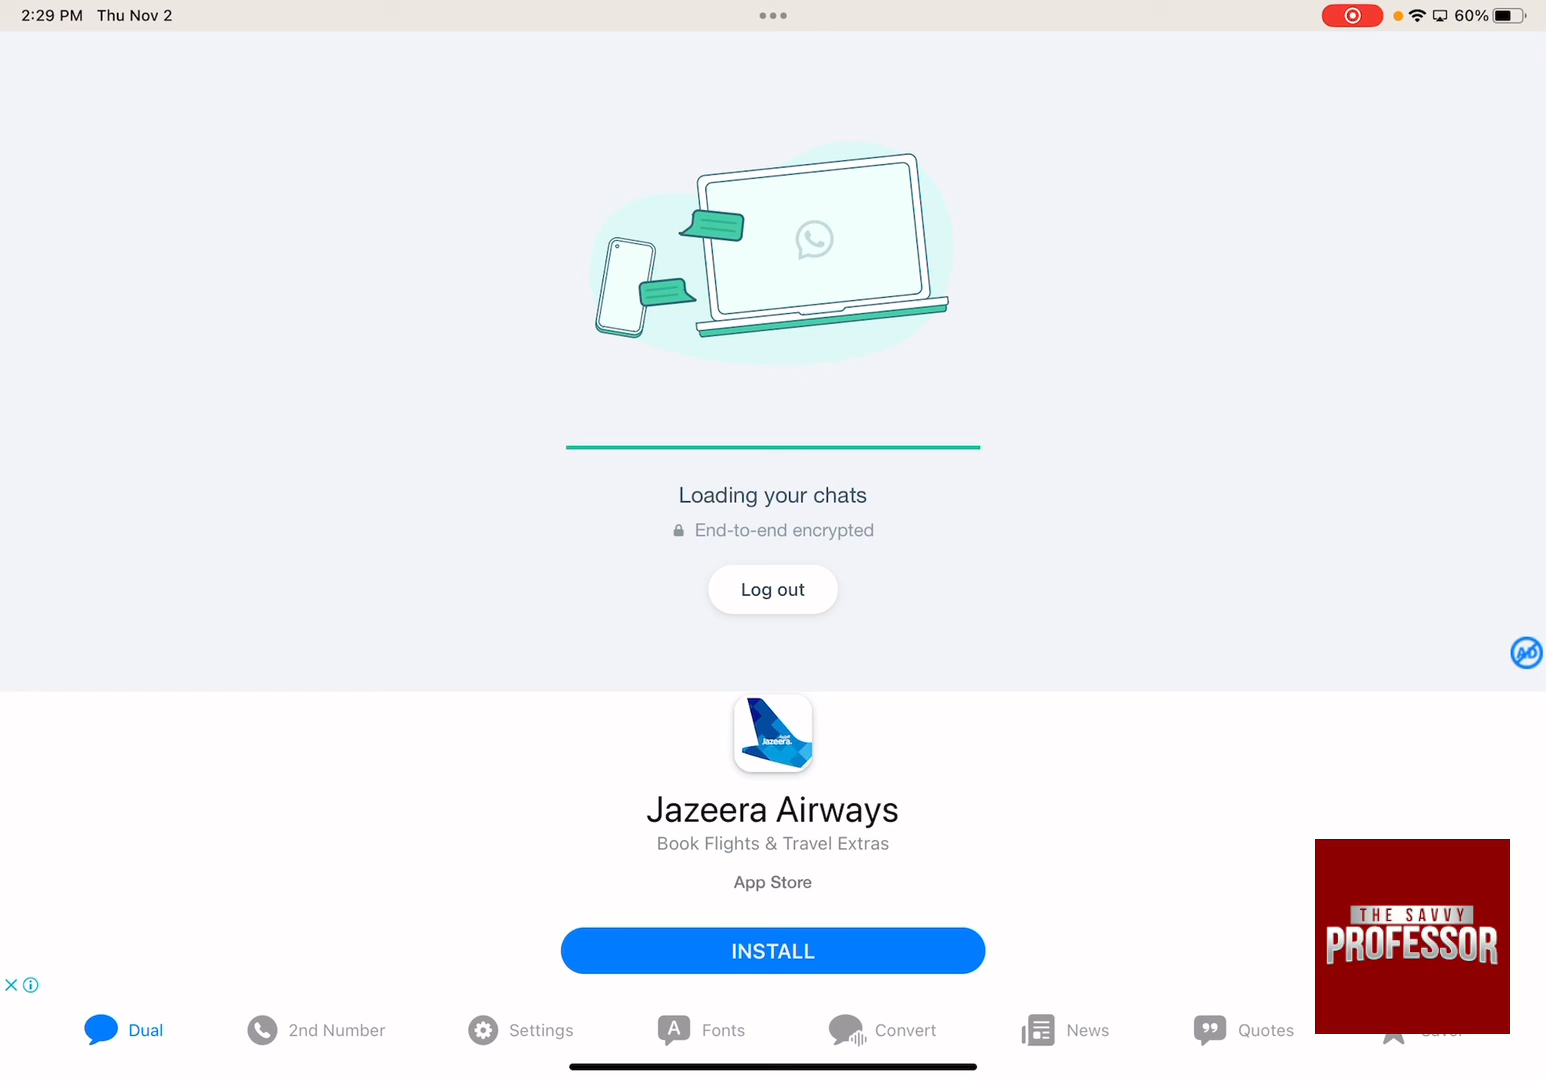 2:29 PM Thu Nov 2
60%
Loading your chats
End-to-end encrypted
Log out
AD
Jazeera.
Jazeera Airways
Book Flights & Travel Extras
App Store
INSTALL
THE SAVVY
PROFESSOR
Dual
2nd Number
Settings
A
Fonts
Convert
News
Quotes